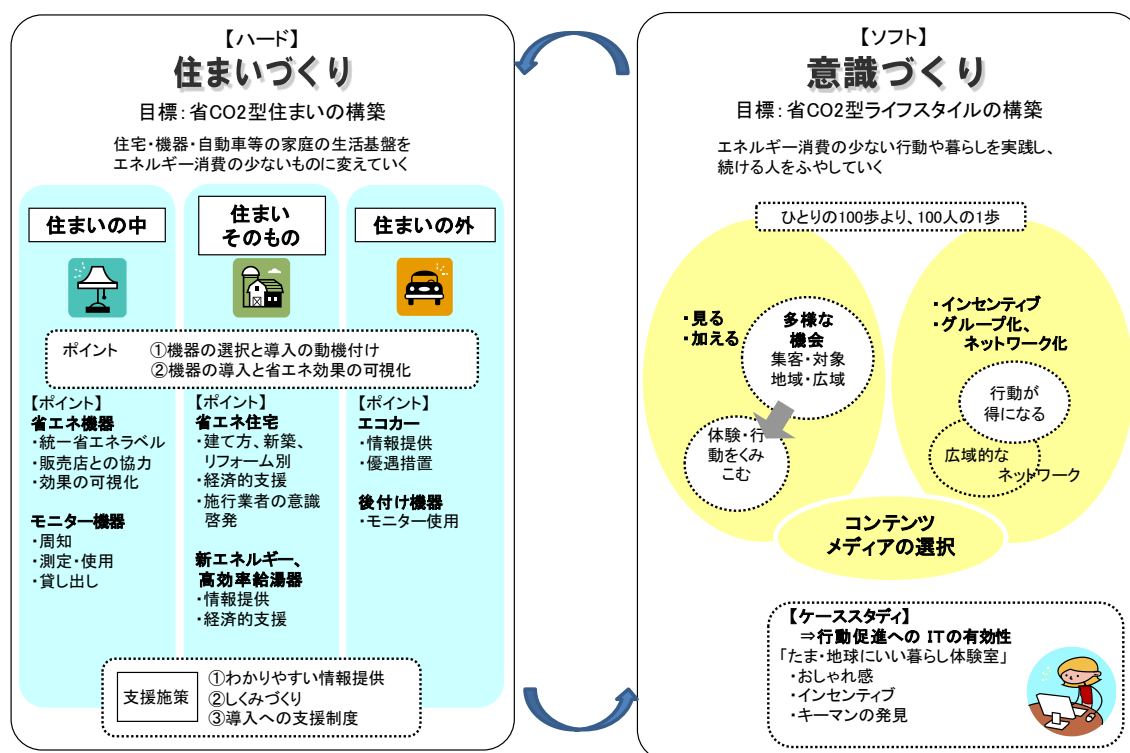 【ハード】
住まいづくり
目標：省CO2型住まいの構築
住宅・機器・自動車等の家庭の生活基盤を
エネルギー消費の少ないものに変えていく
住まいの中
住まい
そのもの
住まいの外
ポイント ①機器の選択と導入の動機付け
②機器の導入と省エネ効果の可視化
【ポイント】
省エネ機器
・統一省エネラベル
・販売店との協力
・効果の可視化
モニター機器
・周知
・測定・使用
・貸し出し
【ポイント】
省エネ住宅
・建て方、新築、
リフォーム別
・経済的支援
・施行業者の意識
啓発
新エネルギー、
高効率給湯器
・情報提供
・経済的支援
【ポイント】
エコカー
・情報提供
・優遇措置
後付け機器
・モニター使用
支援施策
①わかりやすい情報提供
②しくみづくり
③導入への支援制度
【ソフト】
意識づくり
目標：省CO2型ライフスタイルの構築
エネルギー消費の少ない行動や暮らしを実践し、
続ける人をふやしていく
ひとりの100歩より、100人の1歩
・見る
・加える
多様な
機会
集客・対象
地域・広域
体験・行
動をくみ
こむ
・インセンティブ
・グループ化、
ネットワーク化
行動が
得になる
広域的な
ネットワーク
コンテンツ
メディアの選択
【ケーススタディ】
⇒行動促進への ITの有効性
「たま・地球にいい暮らし体験室」
・おしゃれ感
・インセンティブ
・キーマンの発見